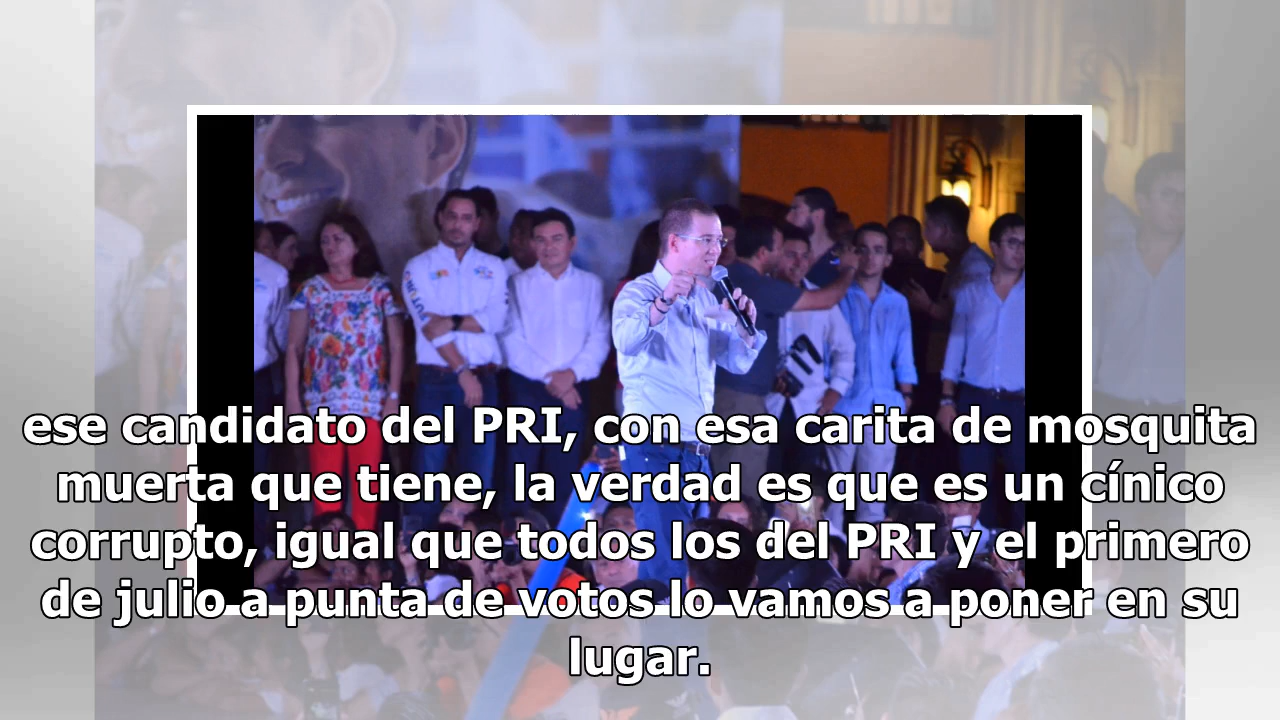 ese candidato del PRI, con esa carita de mosquita
muerta que tiene, la verdad es que es un cínico
corrupto, igual que todos los del PRI y el primero
de julio a punta de votos lo vamos a poner en su
lugar.